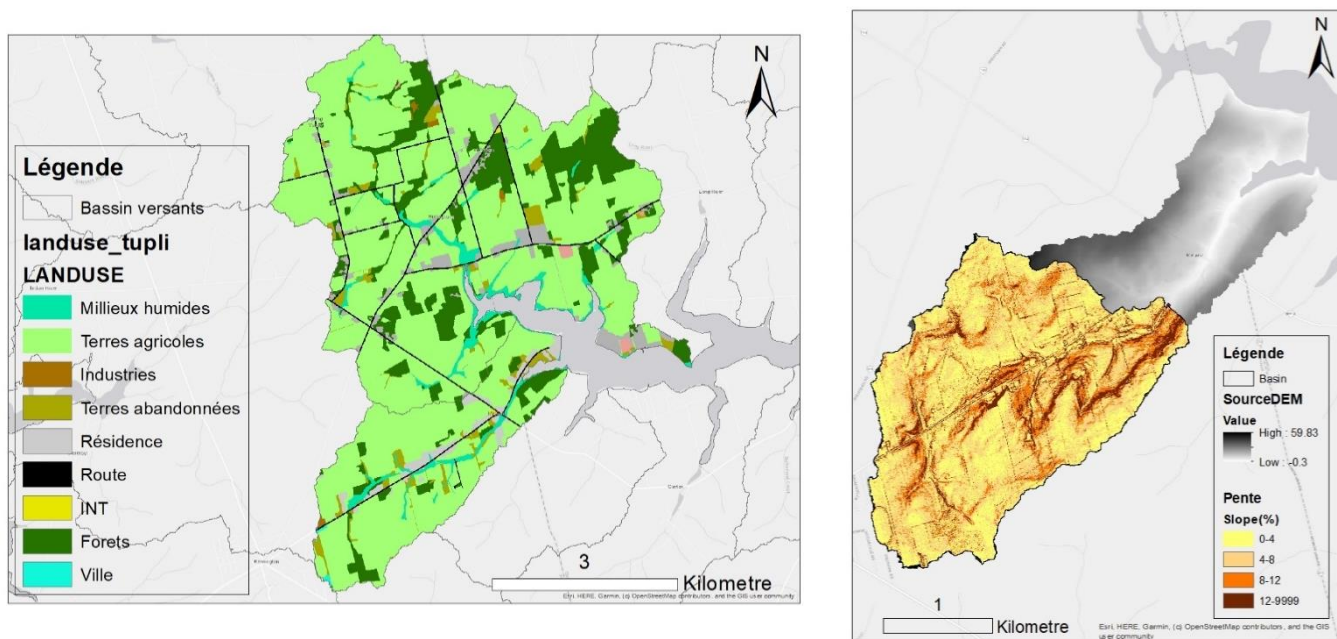 N
Légende
Bassin versants
landuse_tupli
LANDUSE
Millieux humides
Terres agricoles
Industries
Terres abandonnées
Résidence
Route
INT
Forets
Ville
3
Kilometre
Esri, HERE, Garmin, (c) OpenStreetMap contributors, and the GIS user community
N
Légende
Basin
SourceDEM
Value
High : 59.83
Low : -0.3
Pente
Slope(%)
0-4
4-8
8-12
12-9999
1
Kilometre
Esri, HERE, Garmin, (c) OpenStreetMap contributors, and the GIS
user community